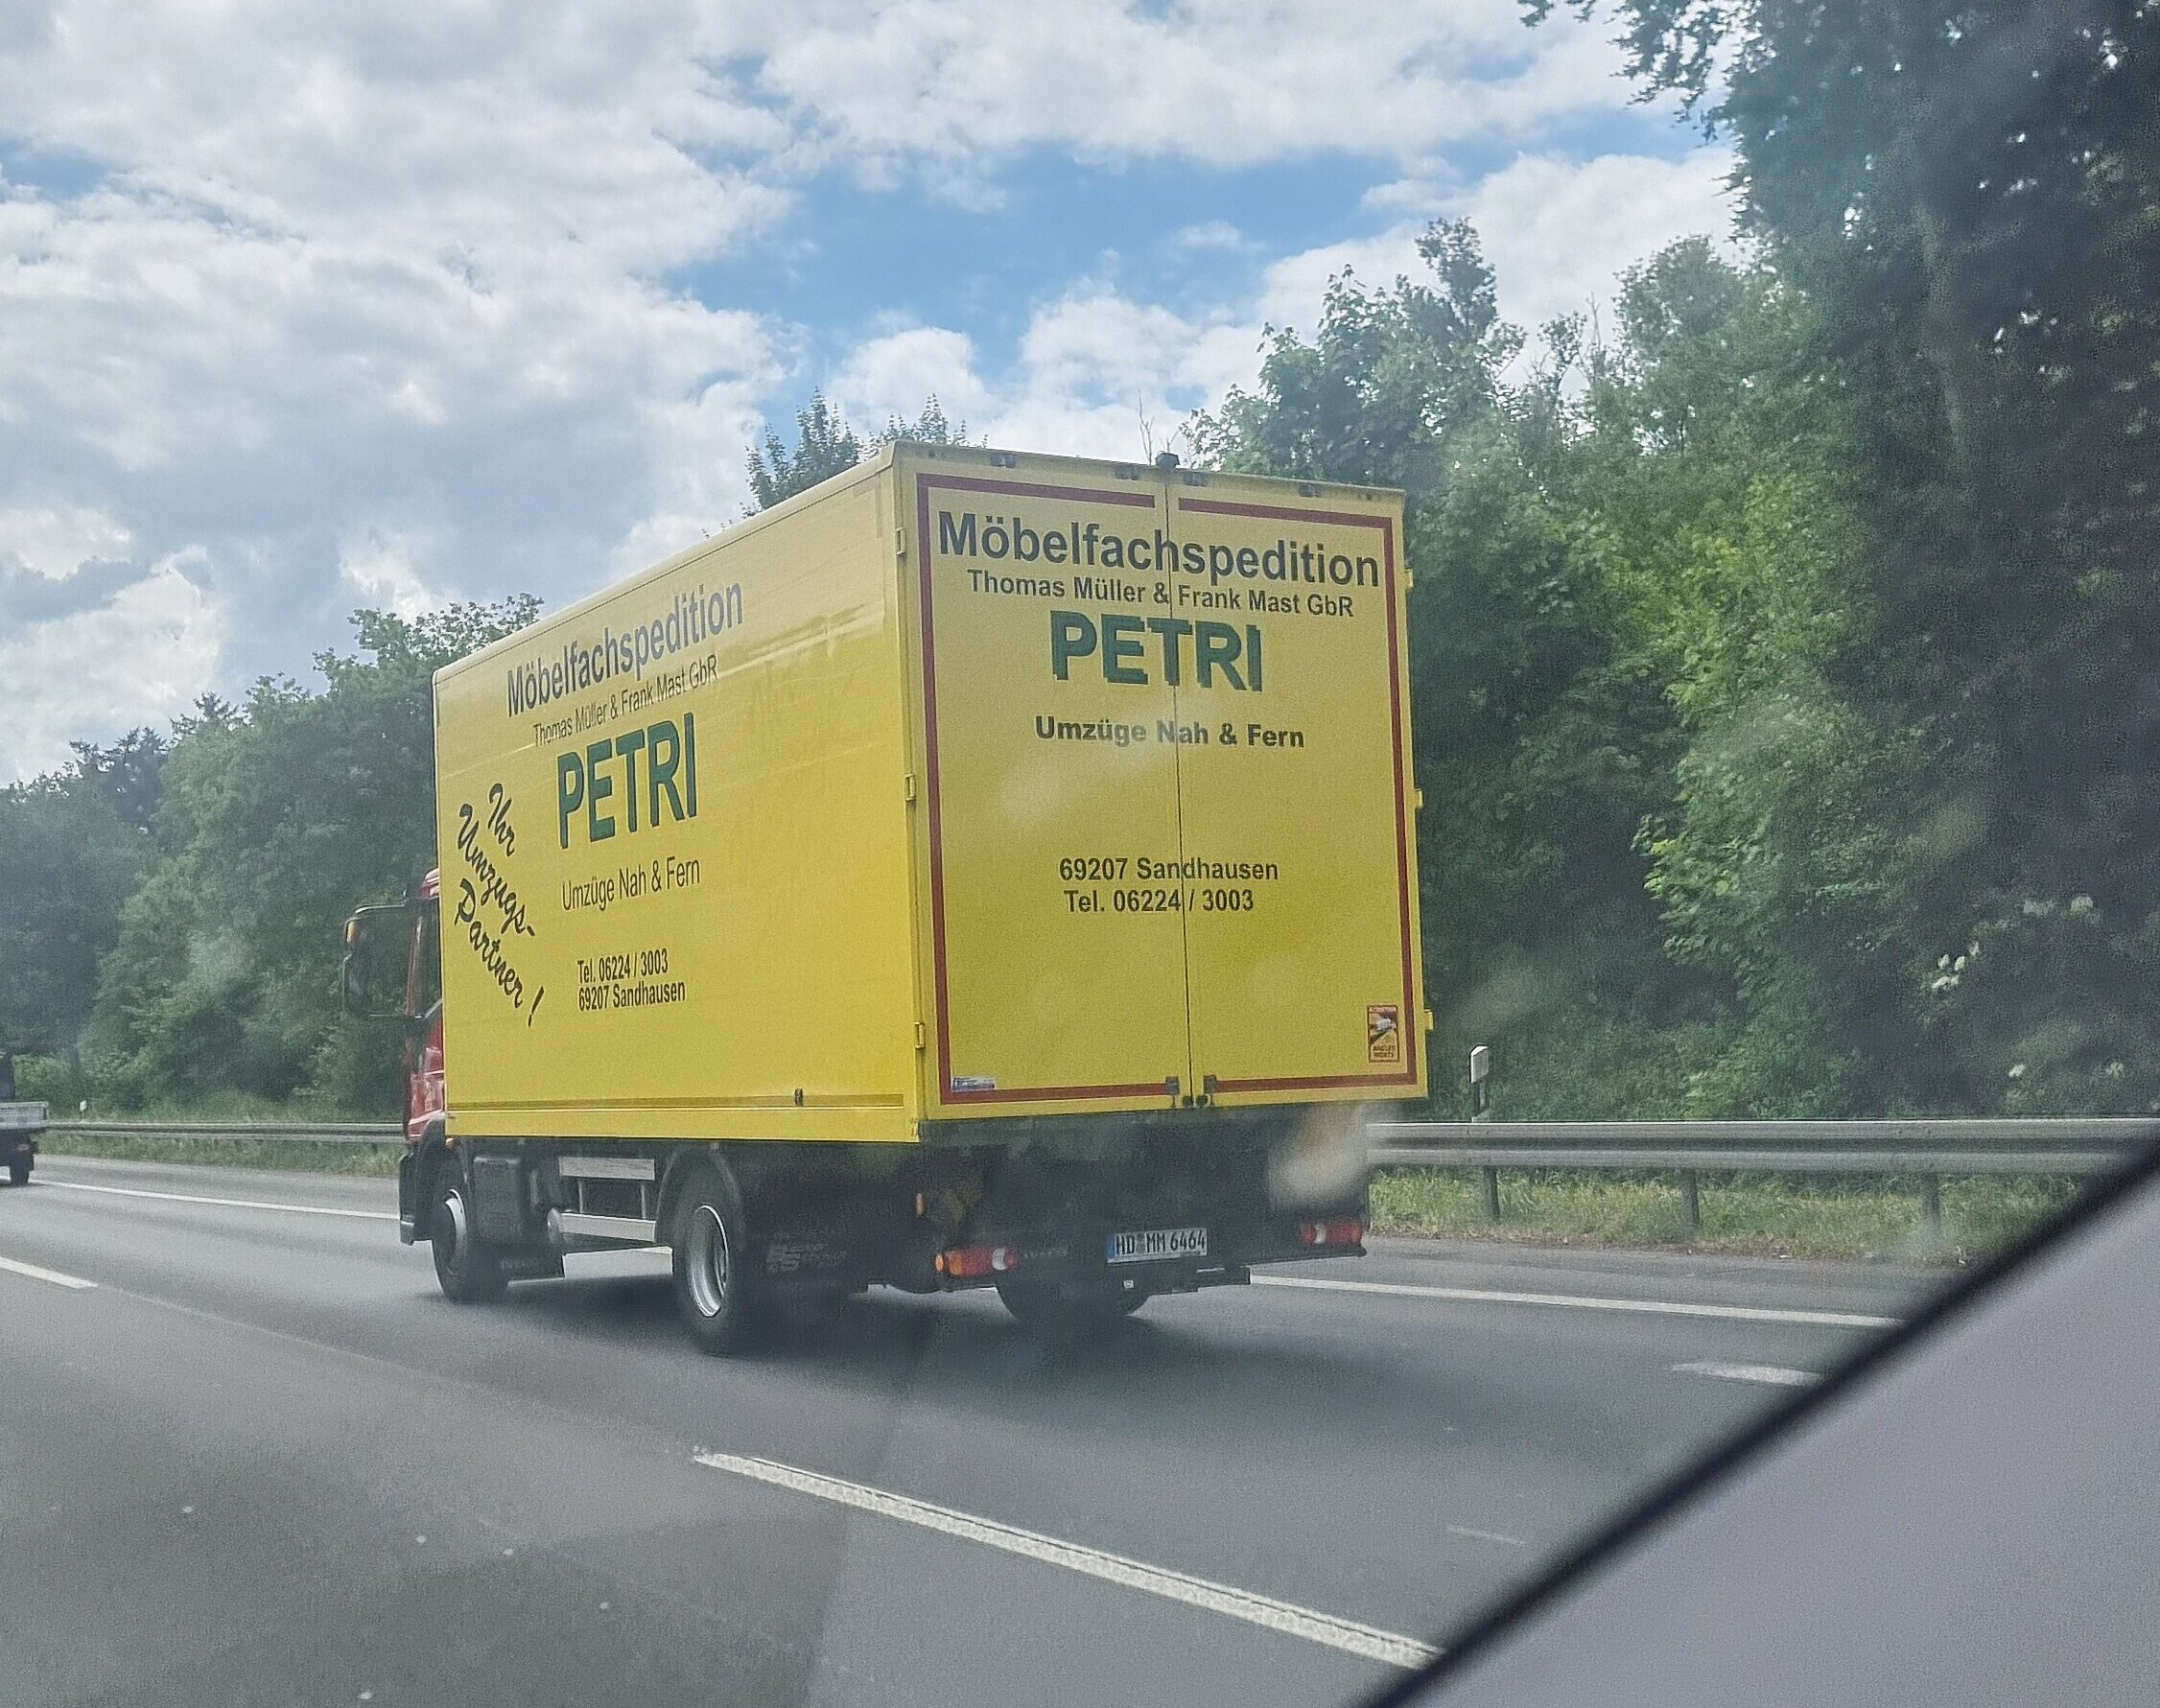 Möbelfachspedition
Thomas Müller & Frank Mast GbR
PETRI
Ihr
Umzugs-
Partner!
Umzüge Nah & Fern
Tel. 06224 / 3003
69207 Sandhausen
Möbelfachspedition
Thomas Müller & Frank Mast GbR
PETRI
Umzüge Nah & Fern
69207 Sandhausen
Tel. 06224 / 3003
HD MM 6464